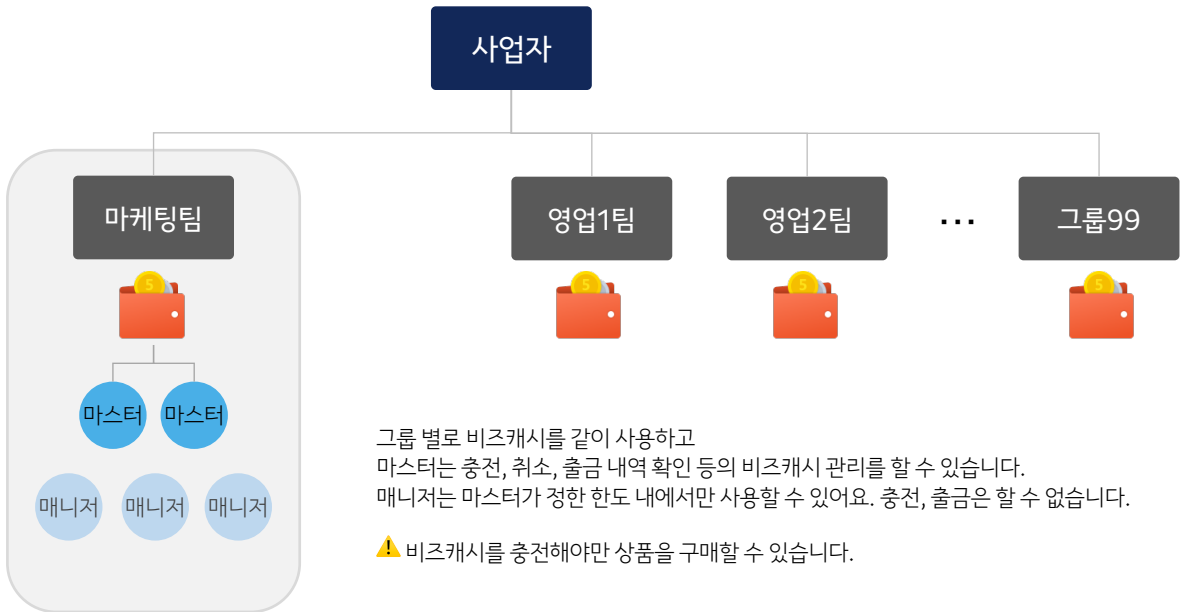 사업자
마케팅팀
영업1팀
영업2팀
...
그룹99
5
5
5
5
마스터
마스터
매니저
매니저
매니저
그룹 별로 비즈캐시를 같이 사용하고
마스터는 충전, 취소, 출금 내역 확인 등의 비즈캐시 관리를 할 수 있습니다.
매니저는 마스터가 정한 한도 내에서만 사용할 수 있어요. 충전, 출금은 할 수 없습니다.
! 비즈캐시를 충전해야만 상품을 구매할 수 있습니다.